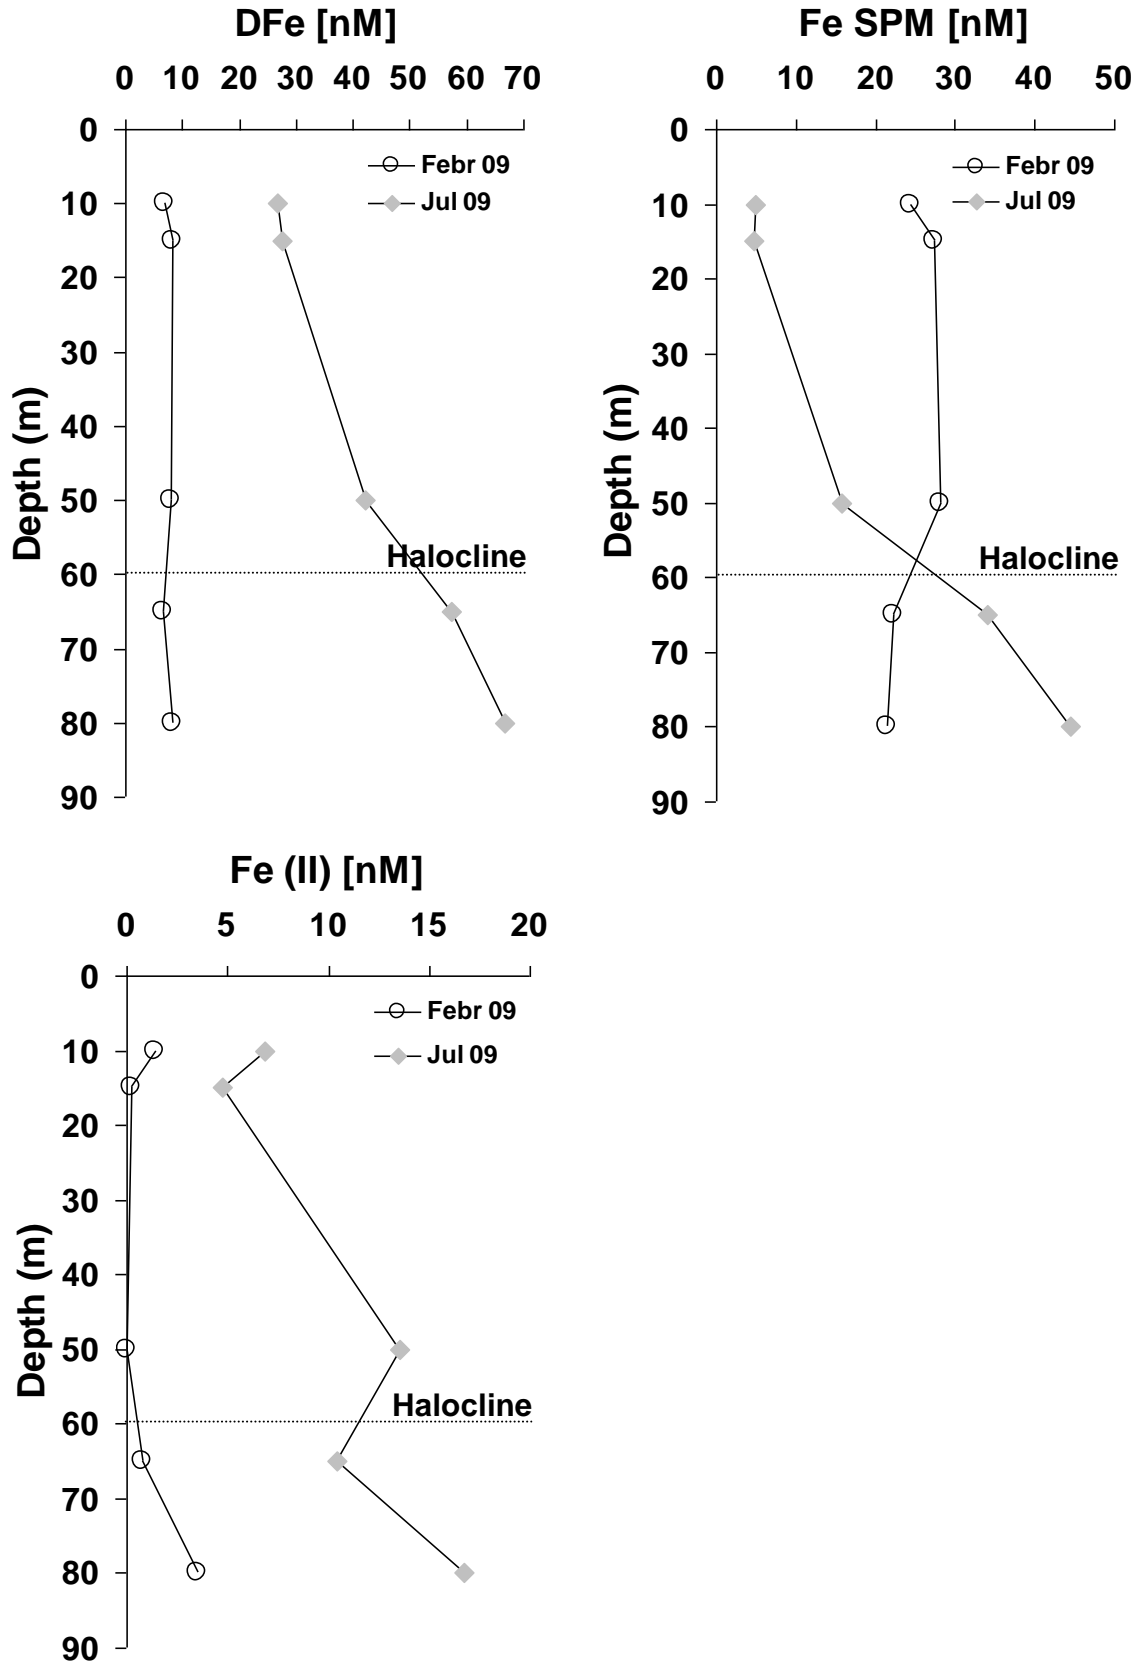 DFe [nM]
0 10 20 30 40 50 60 70
0
10
20
30
40
50
60
70
80
90
Depth (m)
Febr 09
Jul 09
Halocline
Fe SPM [nM]
0 10 20 30 40 50
0
10
20
30
40
50
60
70
80
90
Depth (m)
Febr 09
Jul 09
Halocline
Fe (II) [nM]
0 5 10 15 20
0
10
20
30
40
50
60
70
80
90
Depth (m)
Febr 09
Jul 09
Halocline